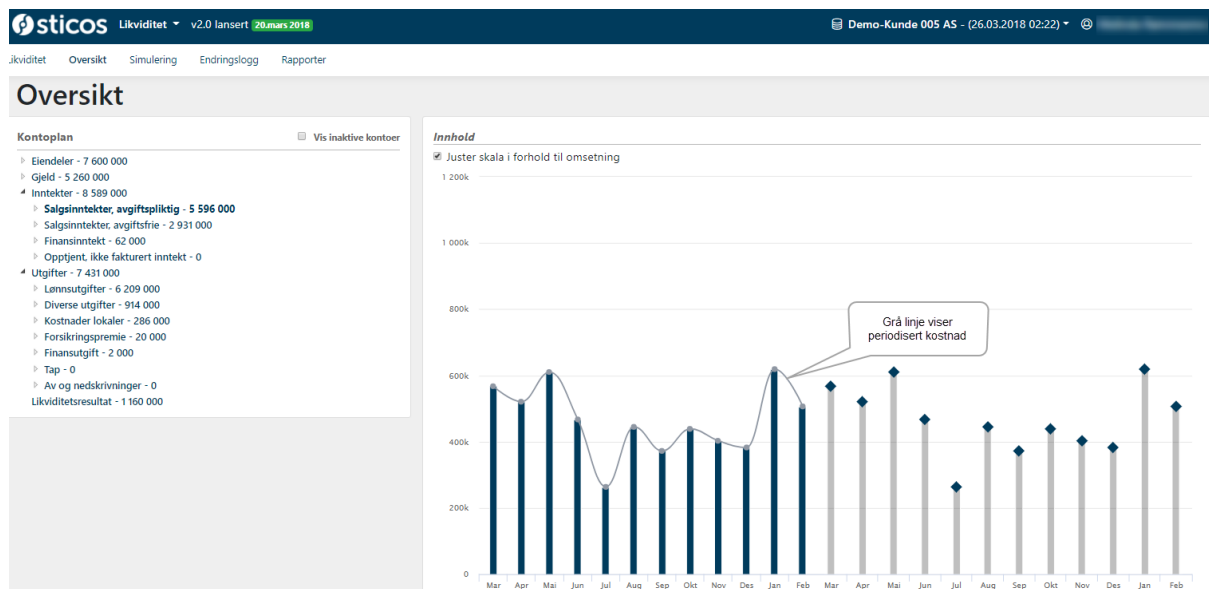 sticos Likviditet v2.0 lansert 20.mars 2018 Demo-Kunde 005 AS - (26.03.2018 02:22)
Likviditet Oversikt Simulering Endringslogg Rapporter
Oversikt
Kontoplan Vis inaktive kontoer
Eiendeler - 7 600 000
Gjeld - 5 260 000
Inntekter - 8 589 000
Salgsinntekter, avgiftspliktig - 5 596 000
Salgsinntekter, avgiftsfrie - 2 931 000
Finansinntekt - 62 000
Opptjent, ikke fakturert inntekt - 0
Utgifter - 7 431 000
Lønnsutgifter - 6 209 000
Diverse utgifter - 914 000
Kostnader lokaler - 286 000
Forsikringspremie - 20 000
Finansutgift - 2 000
Tap - 0
Av og nedskrivninger - 0
Likviditetsresultat - 1 160 000
Innhold
Juster skala i forhold til omsetning
1 200k
1 000k
800k
Grå linje viser
periodisert kostnad
600k
400k
200k
0
Mar Apr Mai Jun Jul Aug Sep Okt Nov Des Jan Feb Mar Apr Mai Jun Jul Aug Sep Okt Nov Des Jan Feb